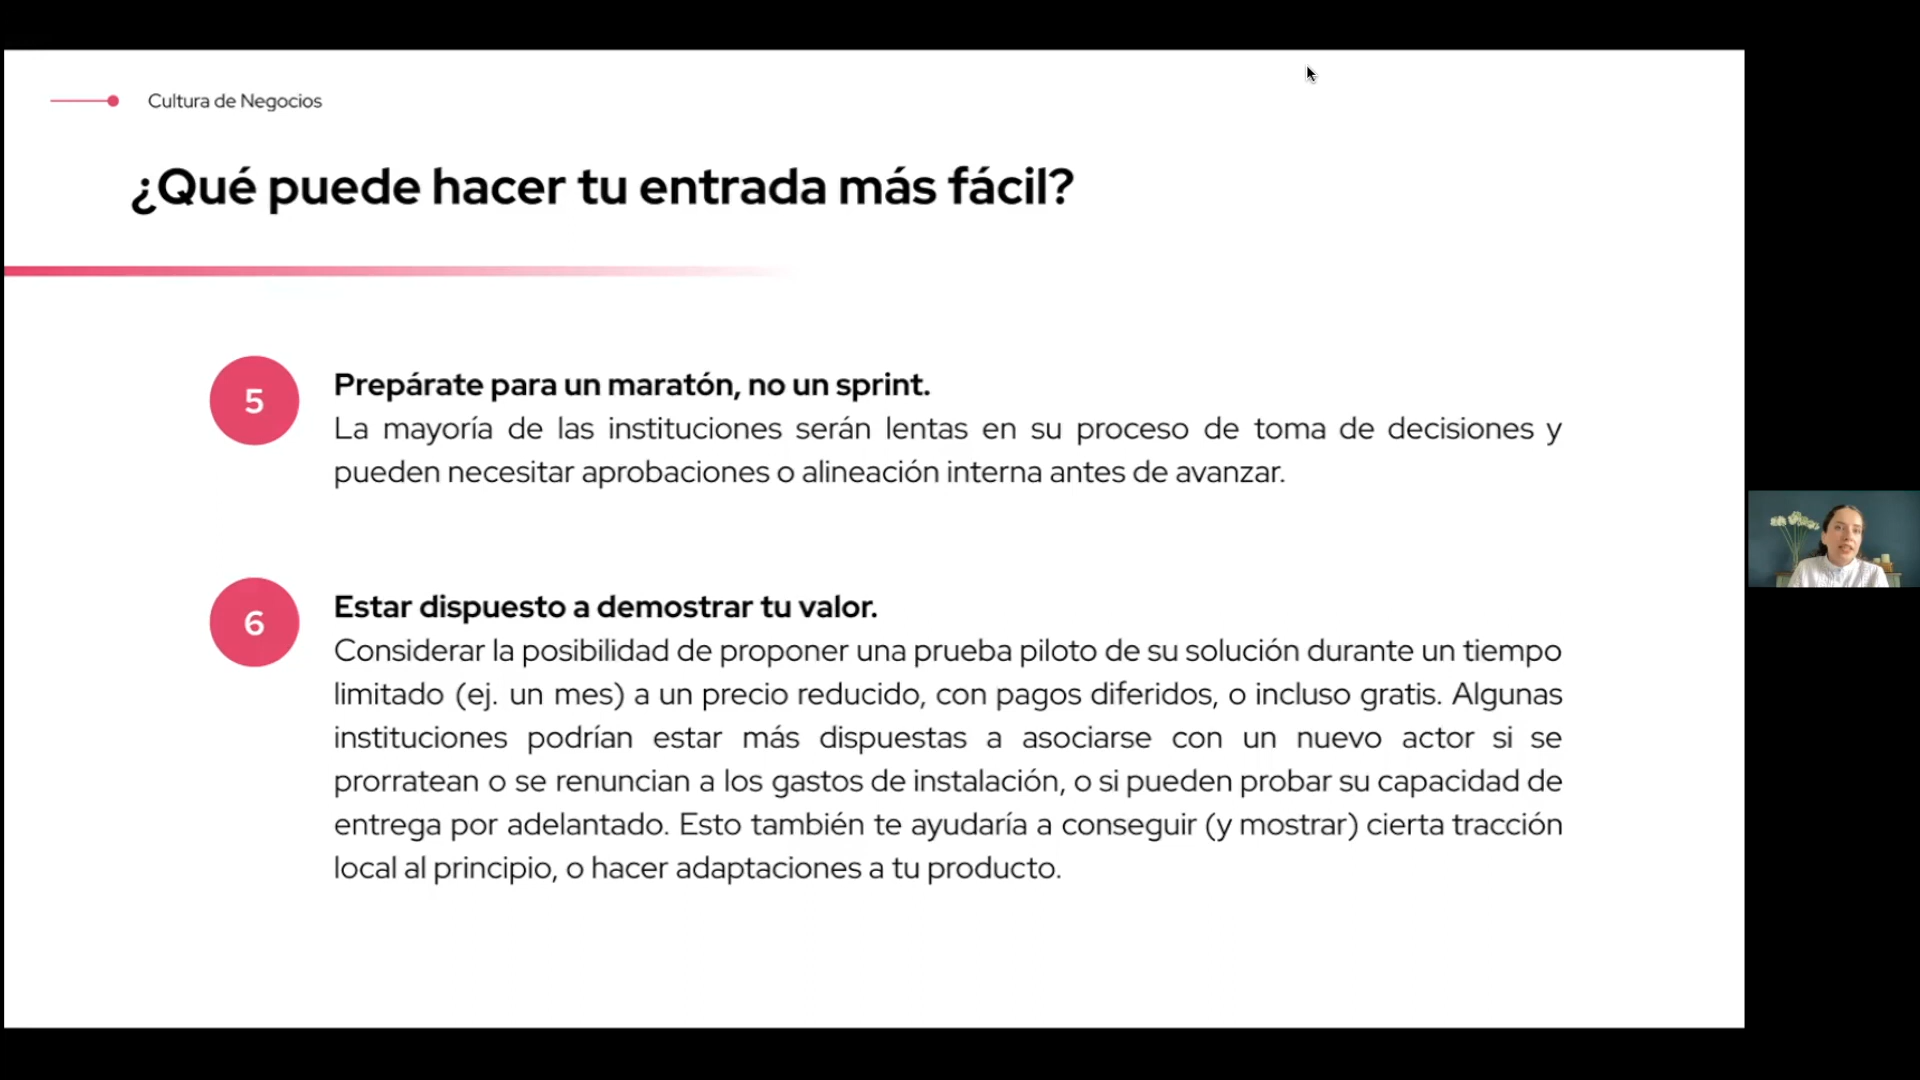 Cultura de Negocios
¿Qué puede hacer tu entrada más fácil?
5
Prepárate para un maratón, no un sprint.
La mayoría de las instituciones serán lentas en su proceso de toma de decisiones y
pueden necesitar aprobaciones o alineación interna antes de avanzar.
6
Estar dispuesto a demostrar tu valor.
Considerar la posibilidad de proponer una prueba piloto de su solución durante un tiempo
limitado (ej. un mes) a un precio reducido, con pagos diferidos, o incluso gratis. Algunas
instituciones podrían estar más dispuestas a asociarse con un nuevo actor si se
prorratean o se renuncian a los gastos de instalación, o si pueden probar su capacidad de
entrega por adelantado. Esto también te ayudaría a conseguir (y mostrar) cierta tracción
local al principio, o hacer adaptaciones a tu producto.